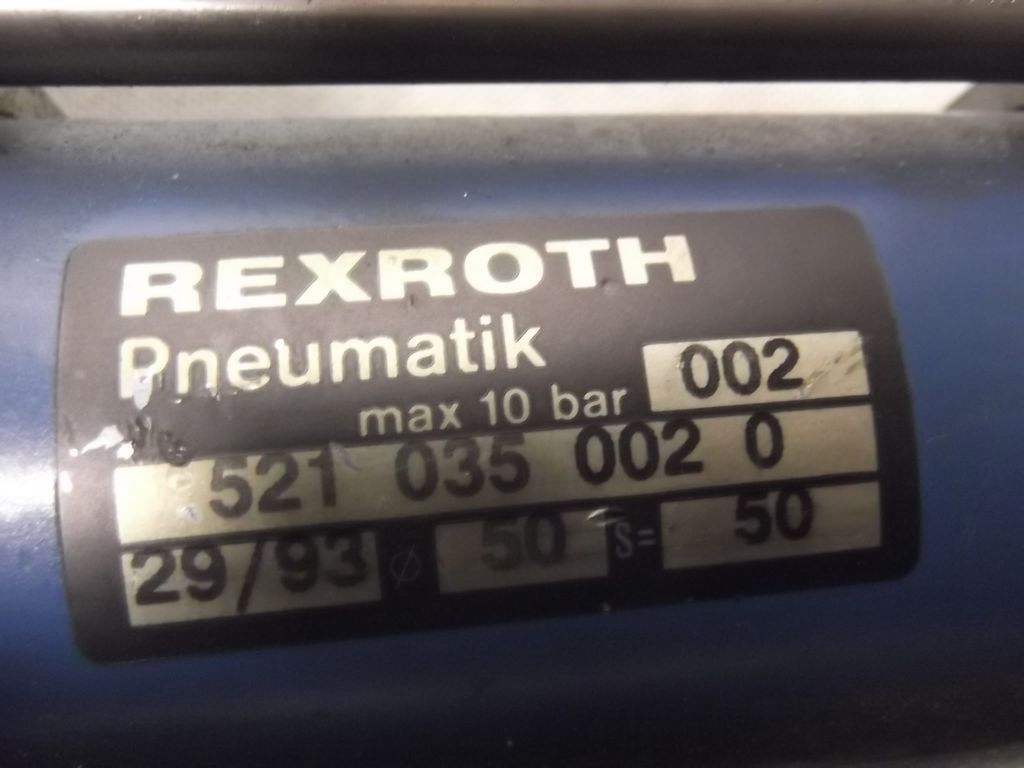 REXROTH
Pneumatik
002
max 10 bar
521 035 002 0
29/93 ∅ 50 S= 50